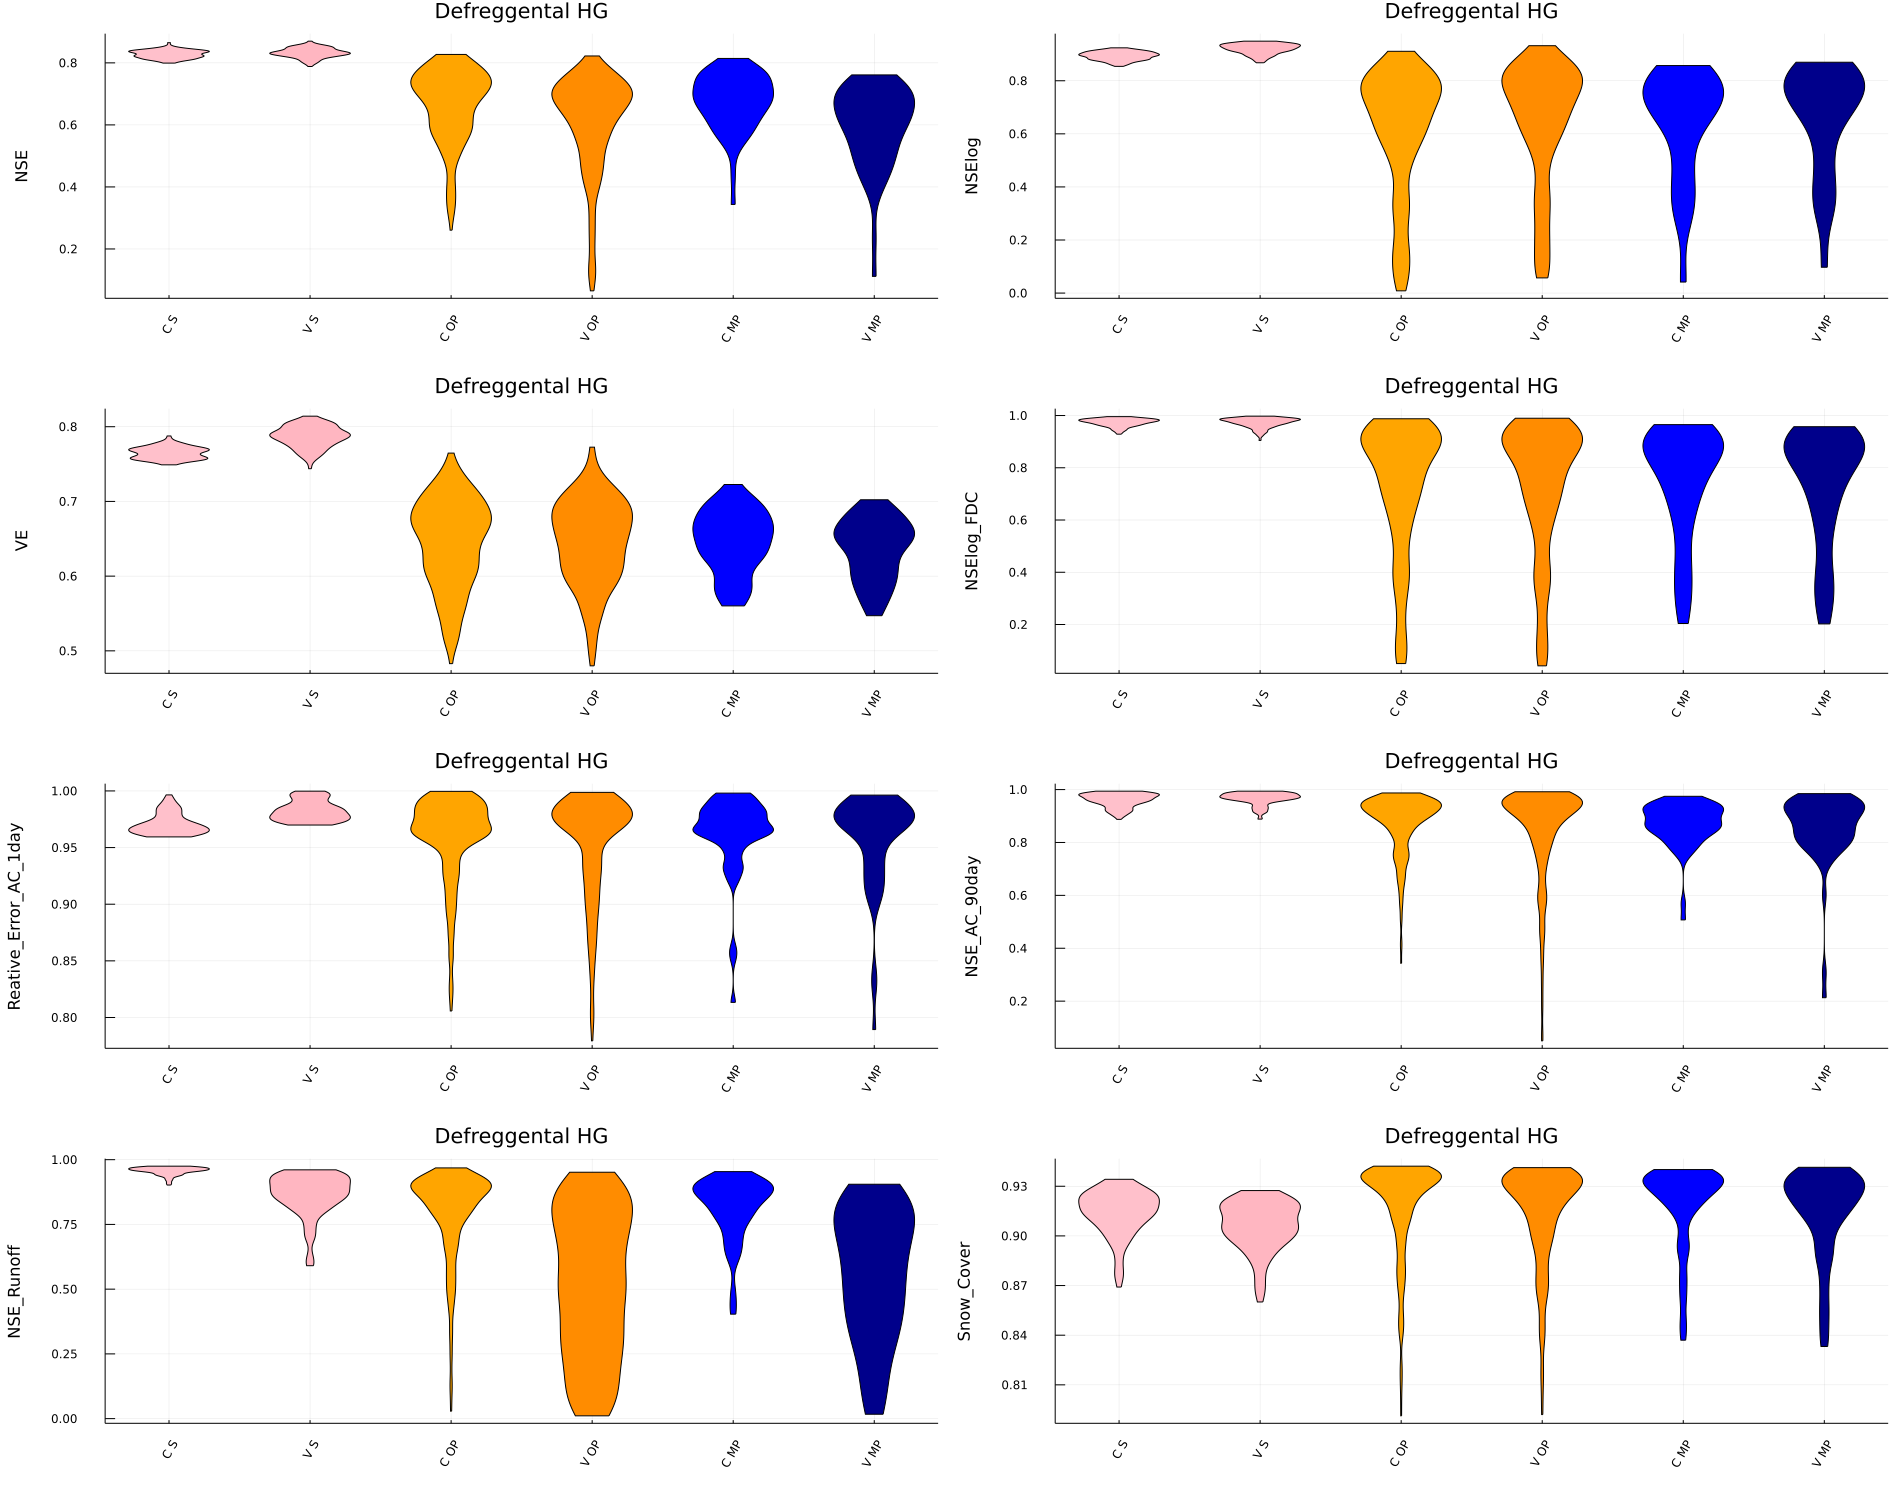 Defreggental HG
NSE
0.8
0.6
0.4
0.2
C S
V S
C OP
V OP
C MP
V MP
Defreggental HG
NSElog
0.8
0.6
0.4
0.2
0.0
C S
V S
C OP
V OP
C MP
V MP
Defreggental HG
VE
0.8
0.7
0.6
0.5
C S
V S
C OP
V OP
C MP
V MP
Defreggental HG
NSElog_FDC
1.0
0.8
0.6
0.4
0.2
C S
V S
C OP
V OP
C MP
V MP
Defreggental HG
Reative_Error_AC_1day
1.00
0.95
0.90
0.85
0.80
C S
V S
C OP
V OP
C MP
V MP
Defreggental HG
NSE_AC_90day
1.0
0.8
0.6
0.4
0.2
C S
V S
C OP
V OP
C MP
V MP
Defreggental HG
NSE_Runoff
1.00
0.75
0.50
0.25
0.00
C S
V S
C OP
V OP
C MP
V MP
Defreggental HG
Snow_Cover
0.93
0.90
0.87
0.84
0.81
C S
V S
C OP
V OP
C MP
V MP